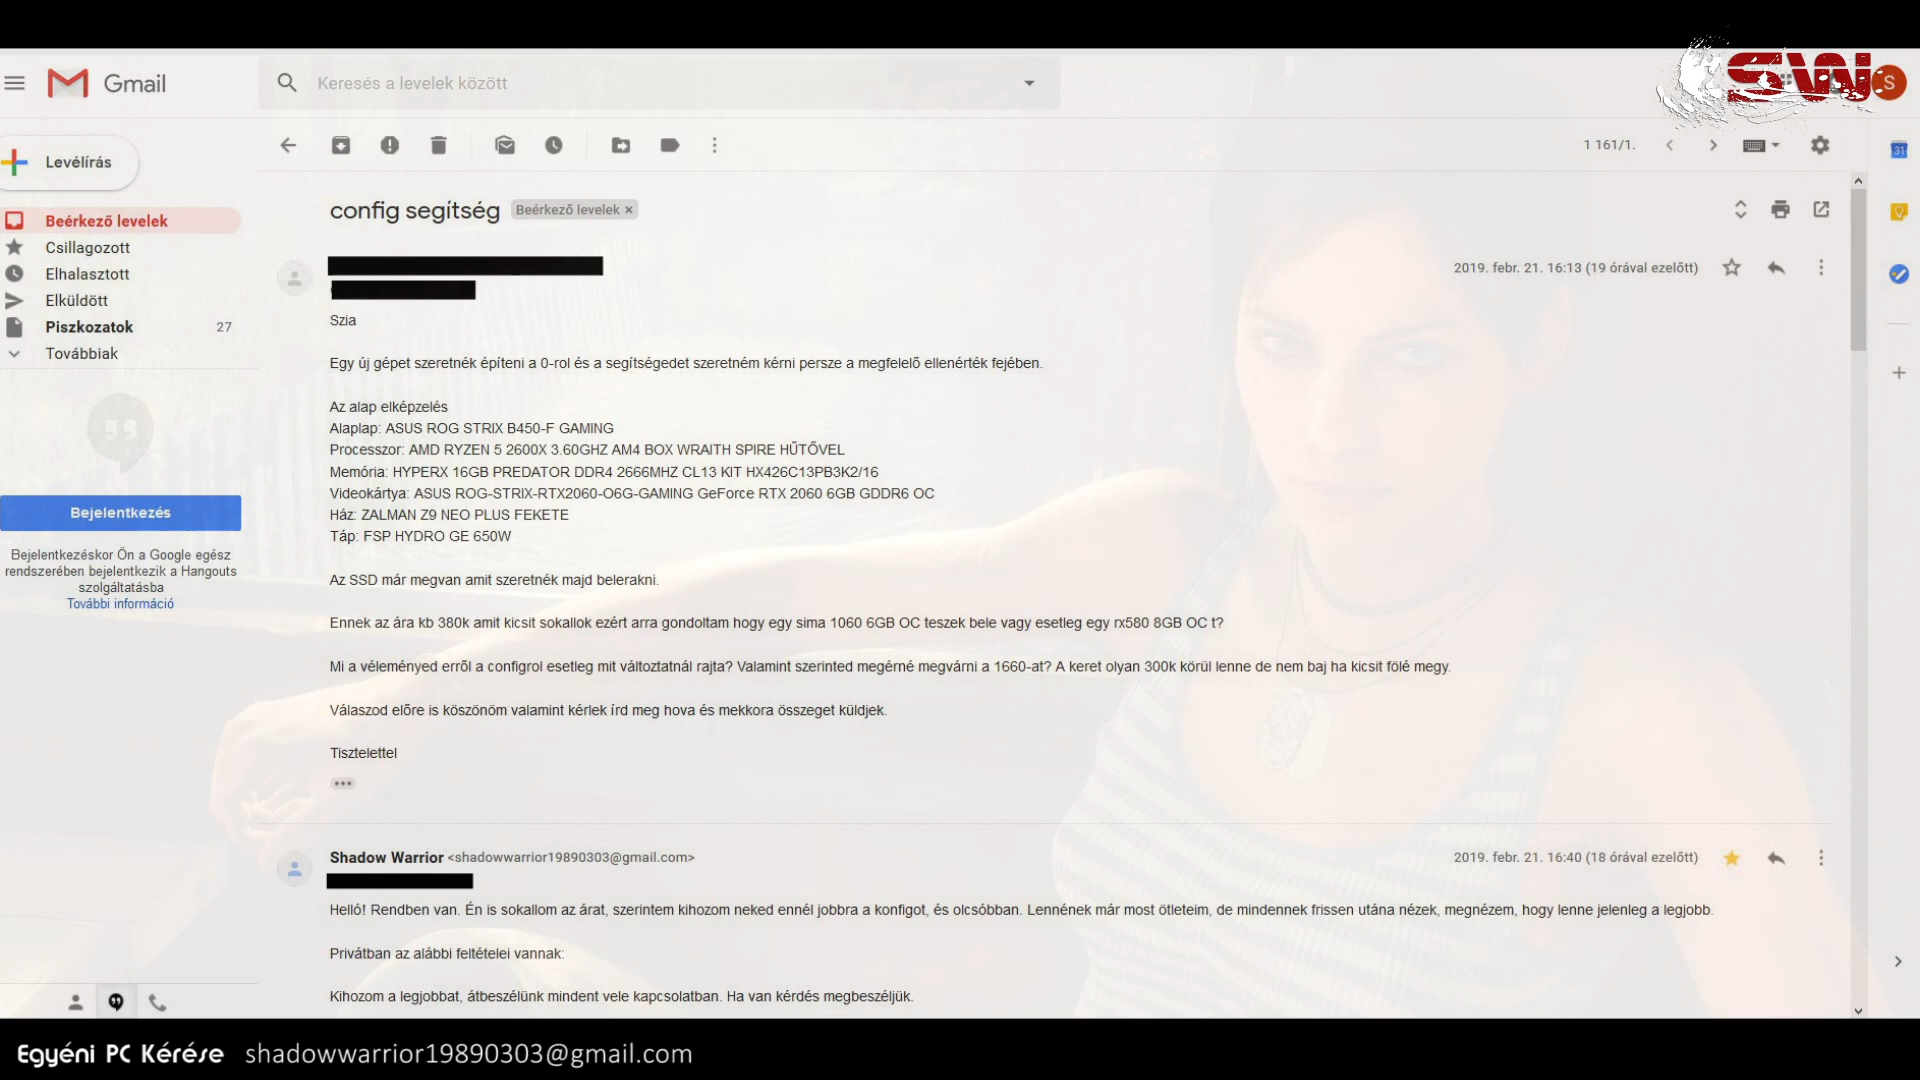 SW
S
Gmail
Keresés a levelek között
Levélírás
1 161/1.
31
Beérkező levelek
Csillagozott
Elhalasztott
Elküldött
Piszkozatok 27
Továbbiak
Bejelentkezés
Bejelentkezéskor Ön a Google egész
rendszerében bejelentkezik a Hangouts
szolgáltatásba
További információ
config segítség Beérkező levelek ×
2019. febr. 21. 16:13 (19 órával ezelőtt)
Szia
Egy új gépet szeretnék építeni a 0-rol és a segítségedet szeretném kérni persze a megfelelő ellenérték fejében.
Az alap elképzelés
Alaplap: ASUS ROG STRIX B450-F GAMING
Processzor: AMD RYZEN 5 2600X 3.60GHZ AM4 BOX WRAITH SPIRE HŰTŐVEL
Memória: HYPERX 16GB PREDATOR DDR4 2666MHZ CL13 KIT HX426C13PB3K2/16
Videokártya: ASUS ROG-STRIX-RTX2060-O6G-GAMING GeForce RTX 2060 6GB GDDR6 OC
Ház: ZALMAN Z9 NEO PLUS FEKETE
Táp: FSP HYDRO GE 650W
Az SSD már megvan amit szeretnék majd belerakni.
Ennek az ára kb 380k amit kicsit sokallok ezért arra gondoltam hogy egy sima 1060 6GB OC teszek bele vagy esetleg egy rx580 8GB OC t?
Mi a véleményed erről a configrol esetleg mit változtatnál rajta? Valamint szerinted megérné megvárni a 1660-at? A keret olyan 300k körül lenne de nem baj ha kicsit fölé megy.
Válaszod előre is köszönöm valamint kérlek írd meg hova és mekkora összeget küldjek.
Tisztelettel
Shadow Warrior <shadowwarrior19890303@gmail.com>
2019. febr. 21. 16:40 (18 órával ezelőtt)
Helló! Rendben van. Én is sokallom az árat, szerintem kihozom neked ennél jobbra a konfigot, és olcsóbban. Lennének már most ötleteim, de mindennek frissen utána nézek, megnézem, hogy lenne jelenleg a legjobb.
Privátban az alábbi feltételei vannak:
Kihozom a legjobbat, átbeszélünk mindent vele kapcsolatban. Ha van kérdés megbeszéljük.
Egyéni PC Kérése shadowwarrior19890303@gmail.com